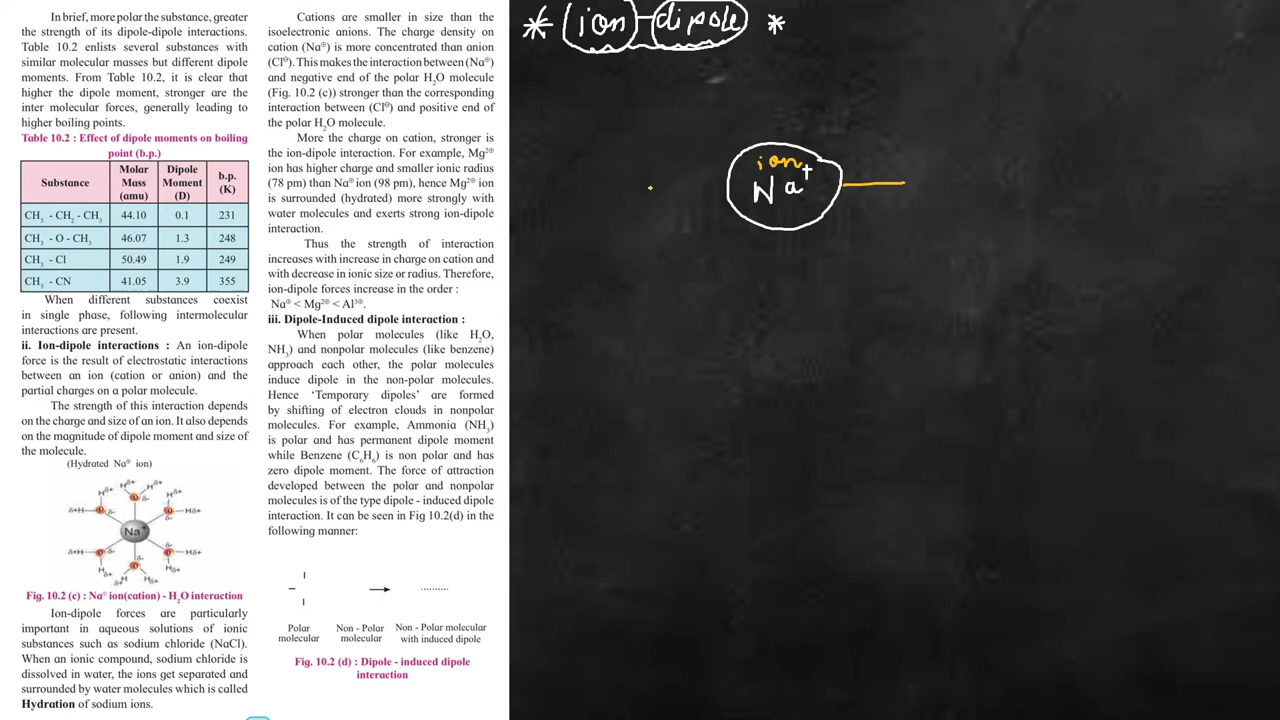 In brief, more polar the substance, greater
the strength of its dipole-dipole interactions.
Table 10.2 enlists several substances with
similar molecular masses but different dipole
moments. From Table 10.2, it is clear that
higher the dipole moment, stronger are the
inter molecular forces, generally leading to
higher boiling points.
Table 10.2 : Effect of dipole moments on boiling
point (b.p.)
Substance Molar Mass (amu) Dipole Moment (D) b.p. (K)
CH₃ - CH₂ - CH₃ 44.10 0.1 231
CH₃ - O - CH₃ 46.07 1.3 248
CH₃ - Cl 50.49 1.9 249
CH₃ - CN 41.05 3.9 355
When different substances coexist
in single phase, following intermolecular
interactions are present.
ii. Ion-dipole interactions : An ion-dipole
force is the result of electrostatic interactions
between an ion (cation or anion) and the
partial charges on a polar molecule.
The strength of this interaction depends
on the charge and size of an ion. It also depends
on the magnitude of dipole moment and size of
the molecule.
(Hydrated Na⊕ ion)
Na⁺
Fig. 10.2 (c) : Na⊕ ion(cation) - H₂O interaction
Ion-dipole forces are particularly
important in aqueous solutions of ionic
substances such as sodium chloride (NaCl).
When an ionic compound, sodium chloride is
dissolved in water, the ions get separated and
surrounded by water molecules which is called
Hydration of sodium ions.
Cations are smaller in size than the
isoelectronic anions. The charge density on
cation (Na⊕) is more concentrated than anion
(Cl⊖). This makes the interaction between (Na⊕)
and negative end of the polar H₂O molecule
(Fig. 10.2 (c)) stronger than the corresponding
interaction between (Cl⊖) and positive end of
the polar H₂O molecule.
More the charge on cation, stronger is
the ion-dipole interaction. For example, Mg²⊕
ion has higher charge and smaller ionic radius
(78 pm) than Na⊕ ion (98 pm), hence Mg²⊕ ion
is surrounded (hydrated) more strongly with
water molecules and exerts strong ion-dipole
interaction.
Thus the strength of interaction
increases with increase in charge on cation and
with decrease in ionic size or radius. Therefore,
ion-dipole forces increase in the order :
Na⊕ < Mg²⊕ < Al³⊕.
iii. Dipole-Induced dipole interaction :
When polar molecules (like H₂O,
NH₃) and nonpolar molecules (like benzene)
approach each other, the polar molecules
induce dipole in the non-polar molecules.
Hence ‘Temporary dipoles’ are formed
by shifting of electron clouds in nonpolar
molecules. For example, Ammonia (NH₃)
is polar and has permanent dipole moment
while Benzene (C₆H₆) is non polar and has
zero dipole moment. The force of attraction
developed between the polar and nonpolar
molecules is of the type dipole - induced dipole
interaction. It can be seen in Fig 10.2(d) in the
following manner:
Polar molecular
Non - Polar molecular
Non - Polar molecular with induced dipole
Fig. 10.2 (d) : Dipole - induced dipole
interaction
* ion-dipole *
ion
Na⁺